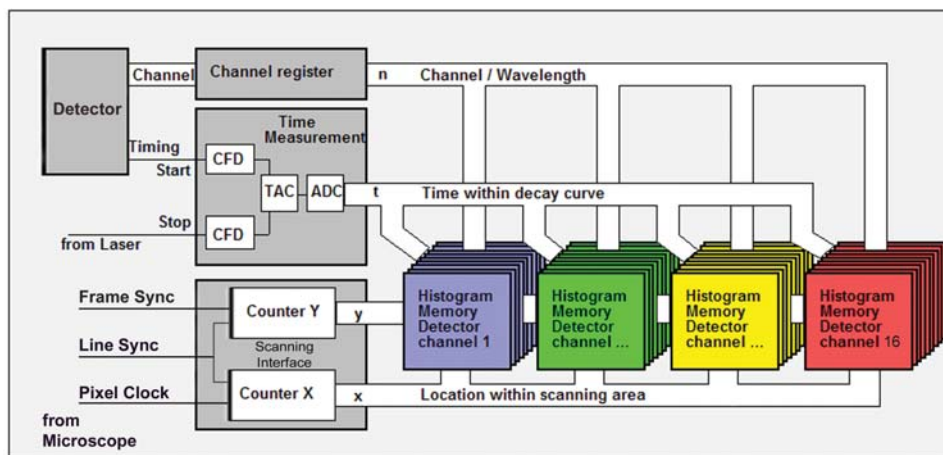 Detector
Channel
Channel register
n
Channel / Wavelength
Time
Measurement
Timing
Start
CFD
TAC
ADC
t
Time within decay curve
Stop
from Laser
CFD
Frame Sync
Counter Y
y
Line Sync
Scanning
Interface
Pixel Clock
Counter X
x
Location within scanning area
from
Microscope
Histogram
Memory
Detector
channel 1
Histogram
Memory
Detector
channel ...
Histogram
Memory
Detector
channel ...
Histogram
Memory
Detector
channel 16